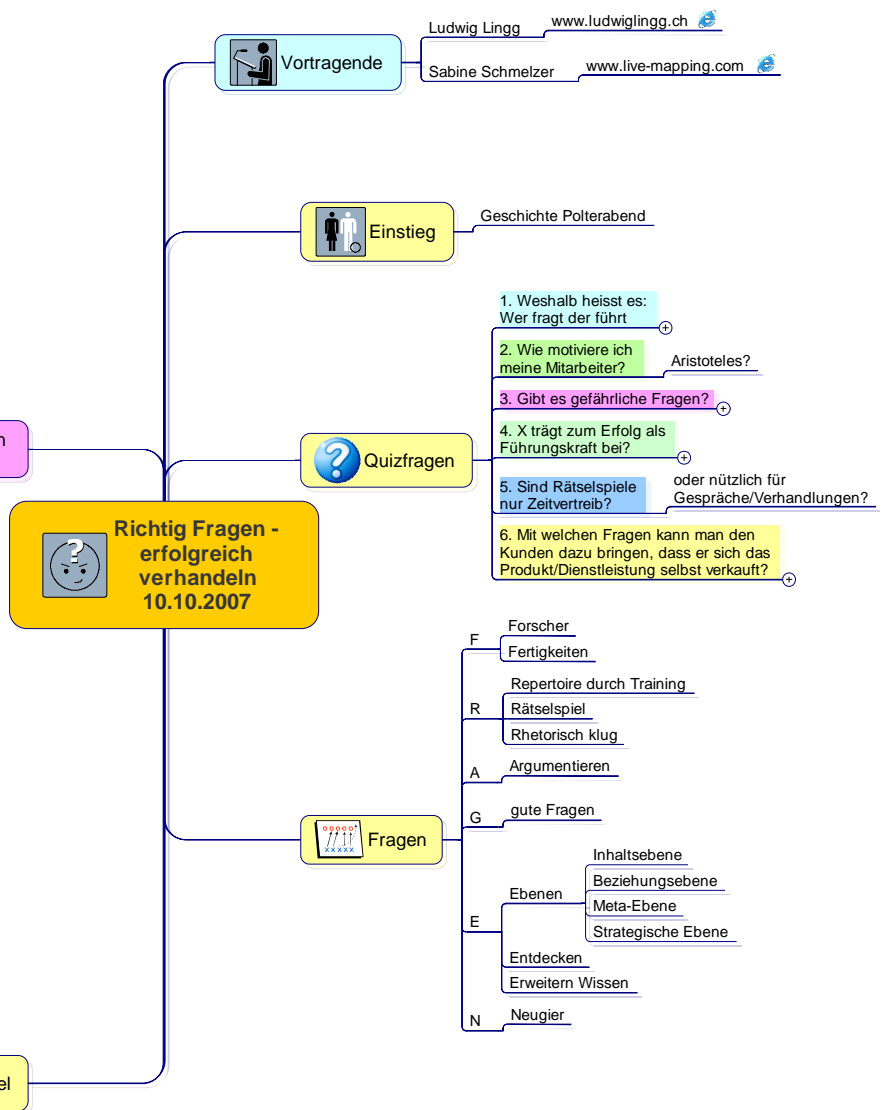 Vortragende
Ludwig Lingg
www.ludwiglingg.ch
Sabine Schmelzer
www.live-mapping.com
Einstieg
Geschichte Polterabend
Quizfragen
1. Weshalb heisst es:
Wer fragt der führt
2. Wie motiviere ich
meine Mitarbeiter?
Aristoteles?
3. Gibt es gefährliche Fragen?
4. X trägt zum Erfolg als
Führungskraft bei?
5. Sind Rätselspiele
nur Zeitvertreib?
oder nützlich für
Gespräche/Verhandlungen?
6. Mit welchen Fragen kann man den
Kunden dazu bringen, dass er sich das
Produkt/Dienstleistung selbst verkauft?
Richtig Fragen -
erfolgreich
verhandeln
10.10.2007
Fragen
F
Forscher
Fertigkeiten
R
Repertoire durch Training
Rätselspiel
Rhetorisch klug
A
Argumentieren
G
gute Fragen
E
Ebenen
Inhaltsebene
Beziehungsebene
Meta-Ebene
Strategische Ebene
Entdecken
Erweitern Wissen
N
Neugier